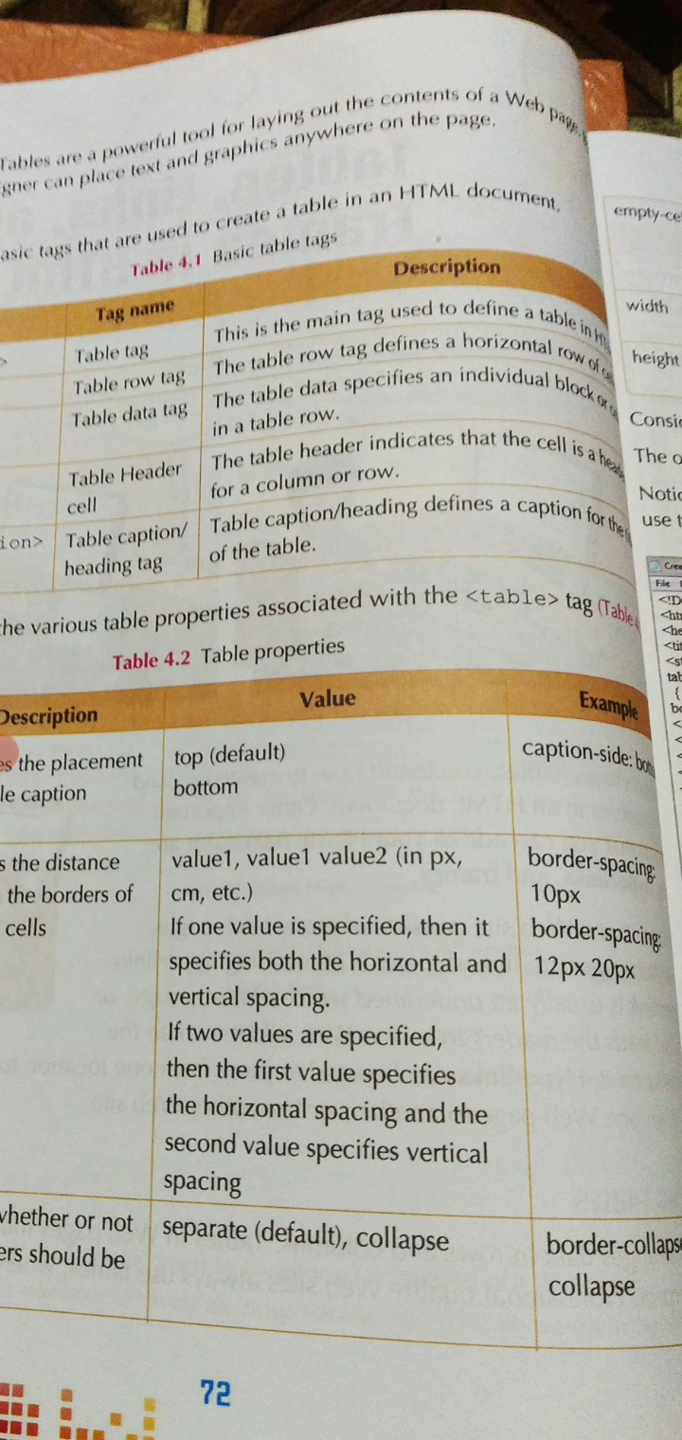 Tables are a powerful tool for laying out the contents of a Web page,
gner can place text and graphics anywhere on the page.
asic tags that are used to create a table in an HTML document.
Table 4.1 Basic table tags
Tag name Description
> Table tag This is the main tag used to define a table in
Table row tag The table row tag defines a horizontal row of
Table data tag The table data specifies an individual block or
in a table row.
Table Header The table header indicates that the cell is a
cell for a column or row.
ion> Table caption/ Table caption/heading defines a caption for the
heading tag of the table.
the various table properties associated with the <table> tag (Table
Table 4.2 Table properties
Description Value Example
es the placement top (default) caption-side:
le caption bottom
s the distance value1, value1 value2 (in px, border-spacing:
the borders of cm, etc.) 10px
cells If one value is specified, then it border-spacing:
specifies both the horizontal and 12px 20px
vertical spacing.
If two values are specified,
then the first value specifies
the horizontal spacing and the
second value specifies vertical
spacing
whether or not separate (default), collapse border-collaps
ers should be collapse
72
empty-ce
width
height
Consi
The o
Notic
use t
File
<!D
<ht
<he
<tit
<st
tab
{
bo
<
<
<